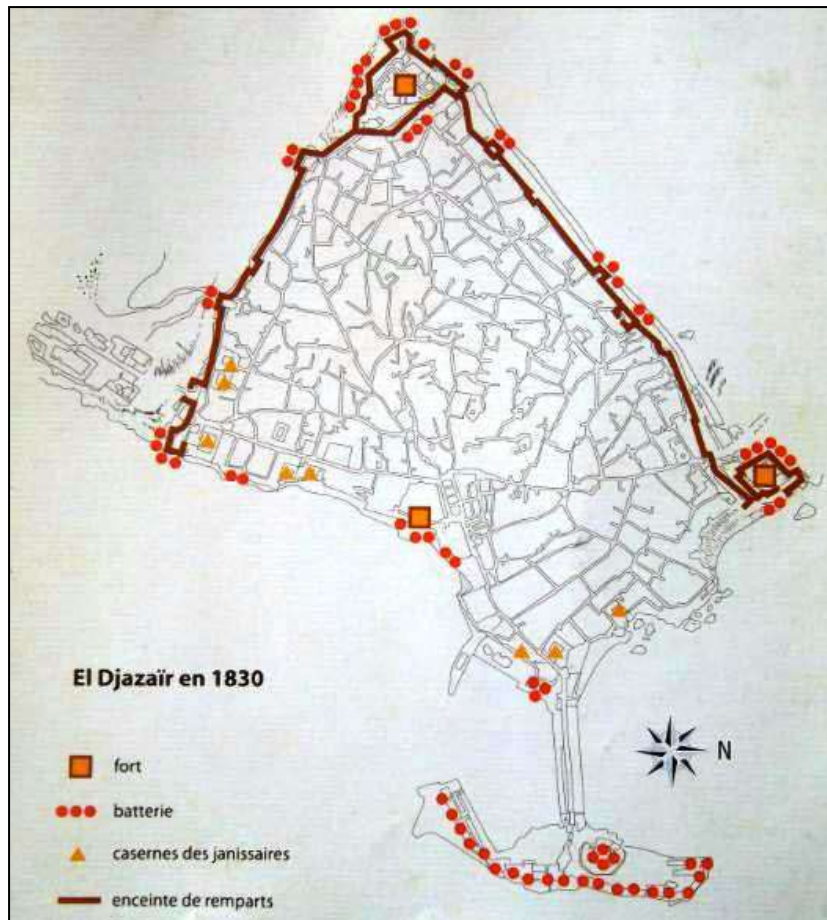 El Djazaïr en 1830
N
fort
batterie
casernes des janissaires
enceinte de remparts